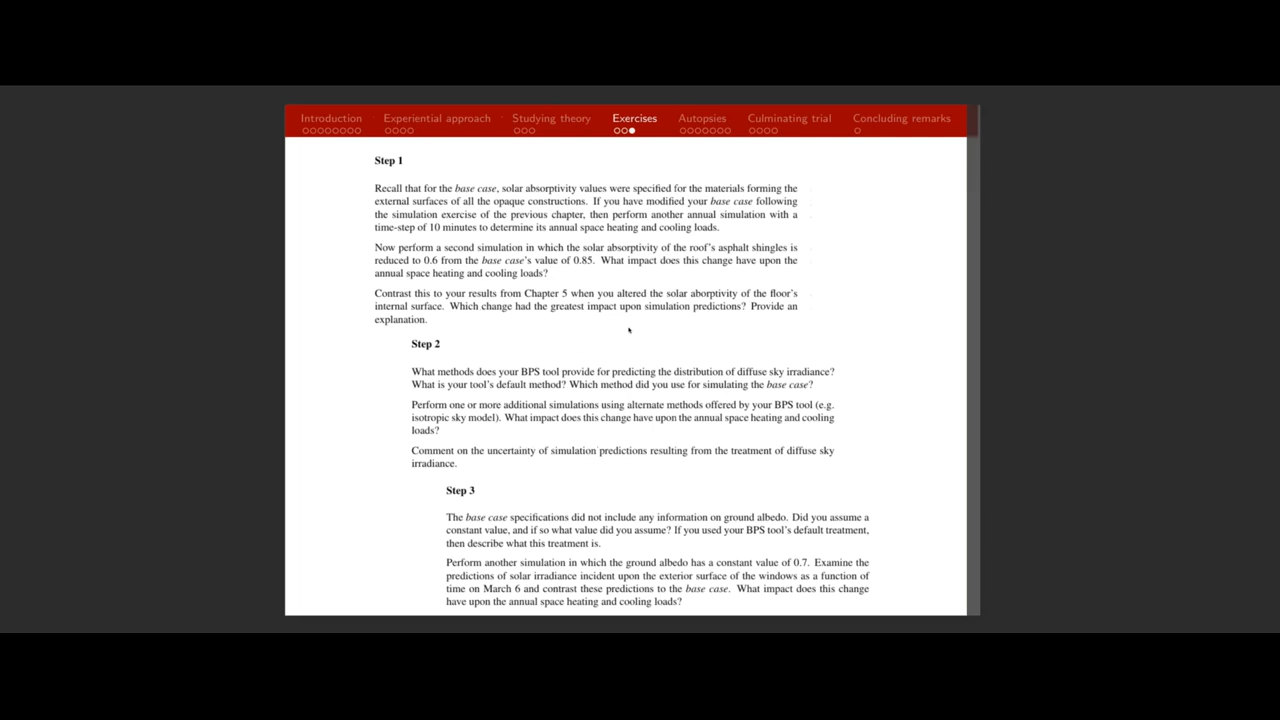 Introduction Experiential approach Studying theory Exercises Autopsies Culminating trial Concluding remarks
Step 1
Recall that for the base case, solar absorptivity values were specified for the materials forming the
external surfaces of all the opaque constructions. If you have modified your base case following
the simulation exercise of the previous chapter, then perform another annual simulation with a
time-step of 10 minutes to determine its annual space heating and cooling loads.
Now perform a second simulation in which the solar absorptivity of the roof's asphalt shingles is
reduced to 0.6 from the base case's value of 0.85. What impact does this change have upon the
annual space heating and cooling loads?
Contrast this to your results from Chapter 5 when you altered the solar aborptivity of the floor's
internal surface. Which change had the greatest impact upon simulation predictions? Provide an
explanation.
Step 2
What methods does your BPS tool provide for predicting the distribution of diffuse sky irradiance?
What is your tool's default method? Which method did you use for simulating the base case?
Perform one or more additional simulations using alternate methods offered by your BPS tool (e.g.
isotropic sky model). What impact does this change have upon the annual space heating and cooling
loads?
Comment on the uncertainty of simulation predictions resulting from the treatment of diffuse sky
irradiance.
Step 3
The base case specifications did not include any information on ground albedo. Did you assume a
constant value, and if so what value did you assume? If you used your BPS tool's default treatment,
then describe what this treatment is.
Perform another simulation in which the ground albedo has a constant value of 0.7. Examine the
predictions of solar irradiance incident upon the exterior surface of the windows as a function of
time on March 6 and contrast these predictions to the base case. What impact does this change
have upon the annual space heating and cooling loads?